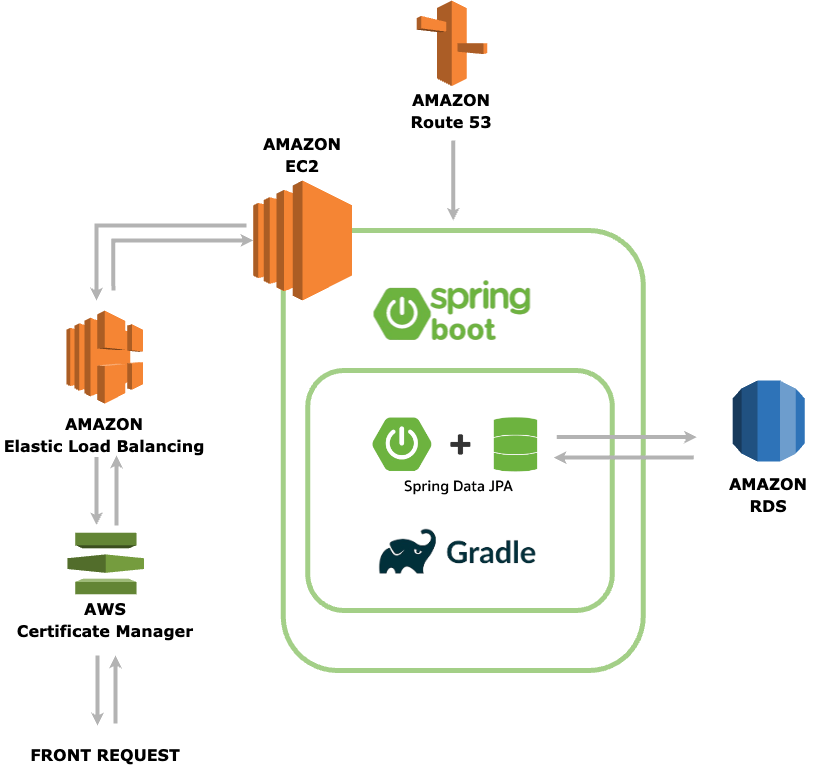 AMAZON
Route 53
AMAZON
EC2
spring
boot
AMAZON
Elastic Load Balancing
Spring Data JPA
AMAZON
RDS
Gradle
AWS
Certificate Manager
FRONT REQUEST